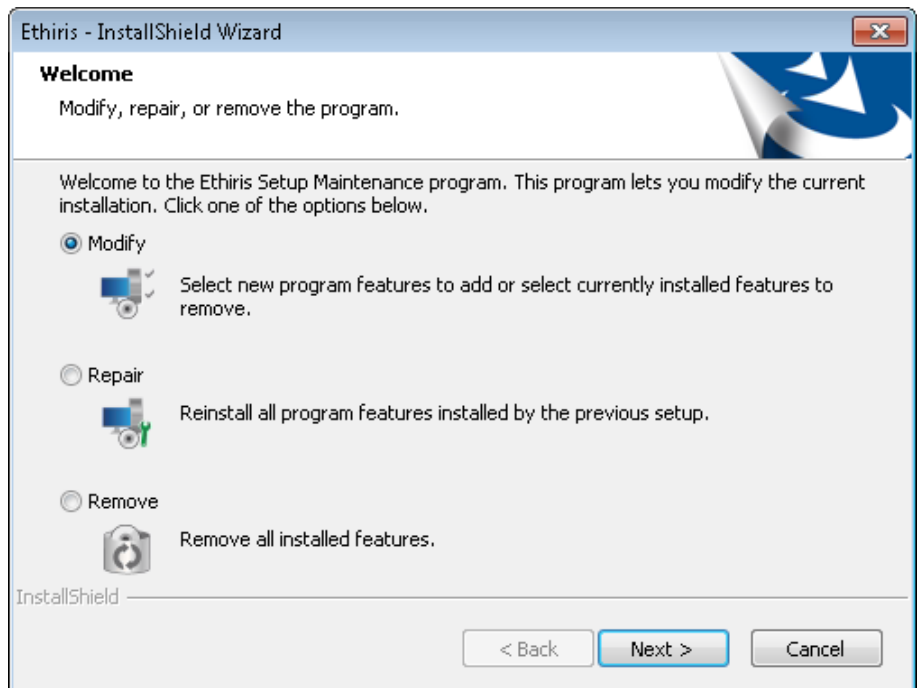 Ethiris - InstallShield Wizard
Welcome
Modify, repair, or remove the program.
Welcome to the Ethiris Setup Maintenance program. This program lets you modify the current
installation. Click one of the options below.
Modify
Select new program features to add or select currently installed features to
remove.
Repair
Reinstall all program features installed by the previous setup.
Remove
Remove all installed features.
InstallShield
< Back
Next >
Cancel